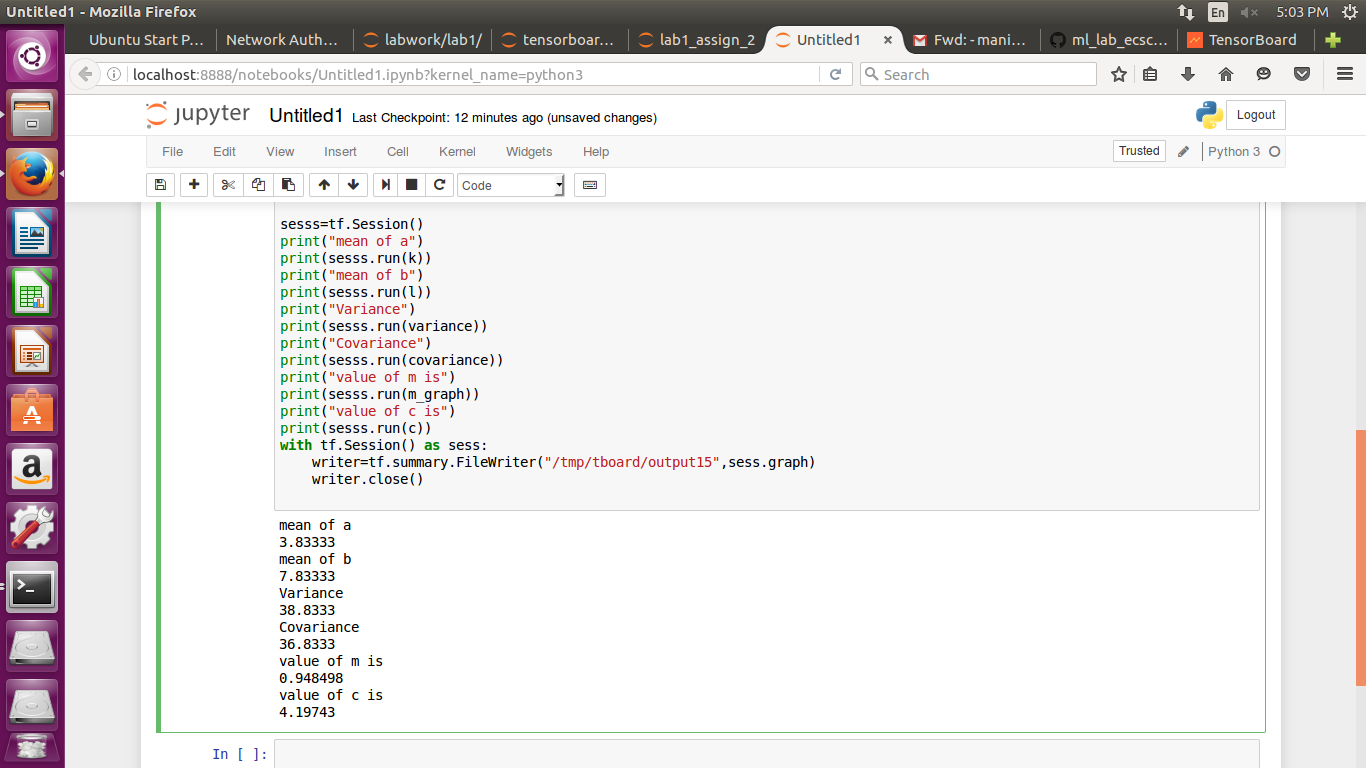 Untitled1 - Mozilla Firefox
En
5:03 PM
Ubuntu Start P...
Network Auth...
labwork/lab1/
tensorboar...
lab1_assign_2
Untitled1
Fwd: - mani...
ml_lab_ecsc...
TensorBoard
localhost:8888/notebooks/Untitled1.ipynb?kernel_name=python3
Search
jupyter
Untitled1
Last Checkpoint: 12 minutes ago (unsaved changes)
Logout
File
Edit
View
Insert
Cell
Kernel
Widgets
Help
Trusted
Python 3
Code
sesss=tf.Session()
print("mean of a")
print(sesss.run(k))
print("mean of b")
print(sesss.run(l))
print("Variance")
print(sesss.run(variance))
print("Covariance")
print(sesss.run(covariance))
print("value of m is")
print(sesss.run(m_graph))
print("value of c is")
print(sesss.run(c))
with tf.Session() as sess:
    writer=tf.summary.FileWriter("/tmp/tboard/output15",sess.graph)
    writer.close()
mean of a
3.83333
mean of b
7.83333
Variance
38.8333
Covariance
36.8333
value of m is
0.948498
value of c is
4.19743
In [ ]: